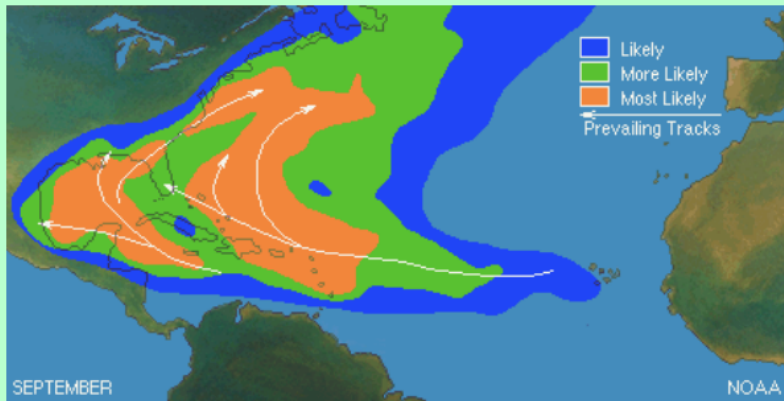 Likely
More Likely
Most Likely
Prevailing Tracks
SEPTEMBER
NOAA